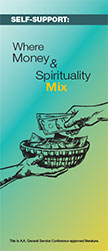 SELF-SUPPORT:
Where
Money
&
Spirituality
Mix
This is A.A. General Service Conference-approved literature.